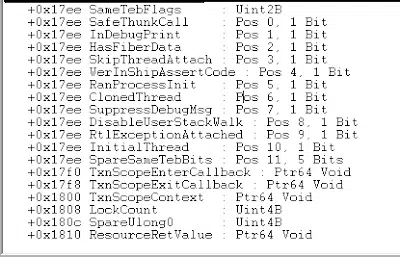 +0x17ee SameTebFlags : Uint2B
+0x17ee SafeThunkCall : Pos 0, 1 Bit
+0x17ee InDebugPrint : Pos 1, 1 Bit
+0x17ee HasFiberData : Pos 2, 1 Bit
+0x17ee SkipThreadAttach : Pos 3, 1 Bit
+0x17ee WerInShipAssertCode : Pos 4, 1 Bit
+0x17ee RanProcessInit : Pos 5, 1 Bit
+0x17ee ClonedThread : Pos 6, 1 Bit
+0x17ee SuppressDebugMsg : Pos 7, 1 Bit
+0x17ee DisableUserStackWalk : Pos 8, 1 Bit
+0x17ee RtlExceptionAttached : Pos 9, 1 Bit
+0x17ee InitialThread : Pos 10, 1 Bit
+0x17ee SpareSameTebBits : Pos 11, 5 Bits
+0x17f0 TxnScopeEnterCallback : Ptr64 Void
+0x17f8 TxnScopeExitCallback : Ptr64 Void
+0x1800 TxnScopeContext : Ptr64 Void
+0x1808 LockCount : Uint4B
+0x180c SpareUlong0 : Uint4B
+0x1810 ResourceRetValue : Ptr64 Void